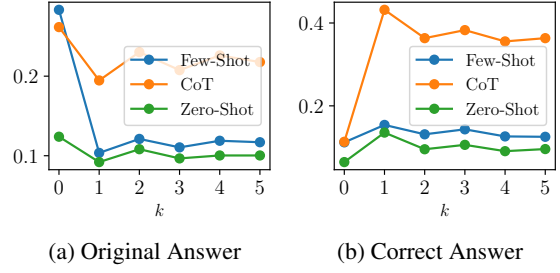 0.2
0.1
Few-Shot
CoT
Zero-Shot
0 1 2 3 4 5
k
(a) Original Answer
0.4
0.2
Few-Shot
CoT
Zero-Shot
0 1 2 3 4 5
k
(b) Correct Answer